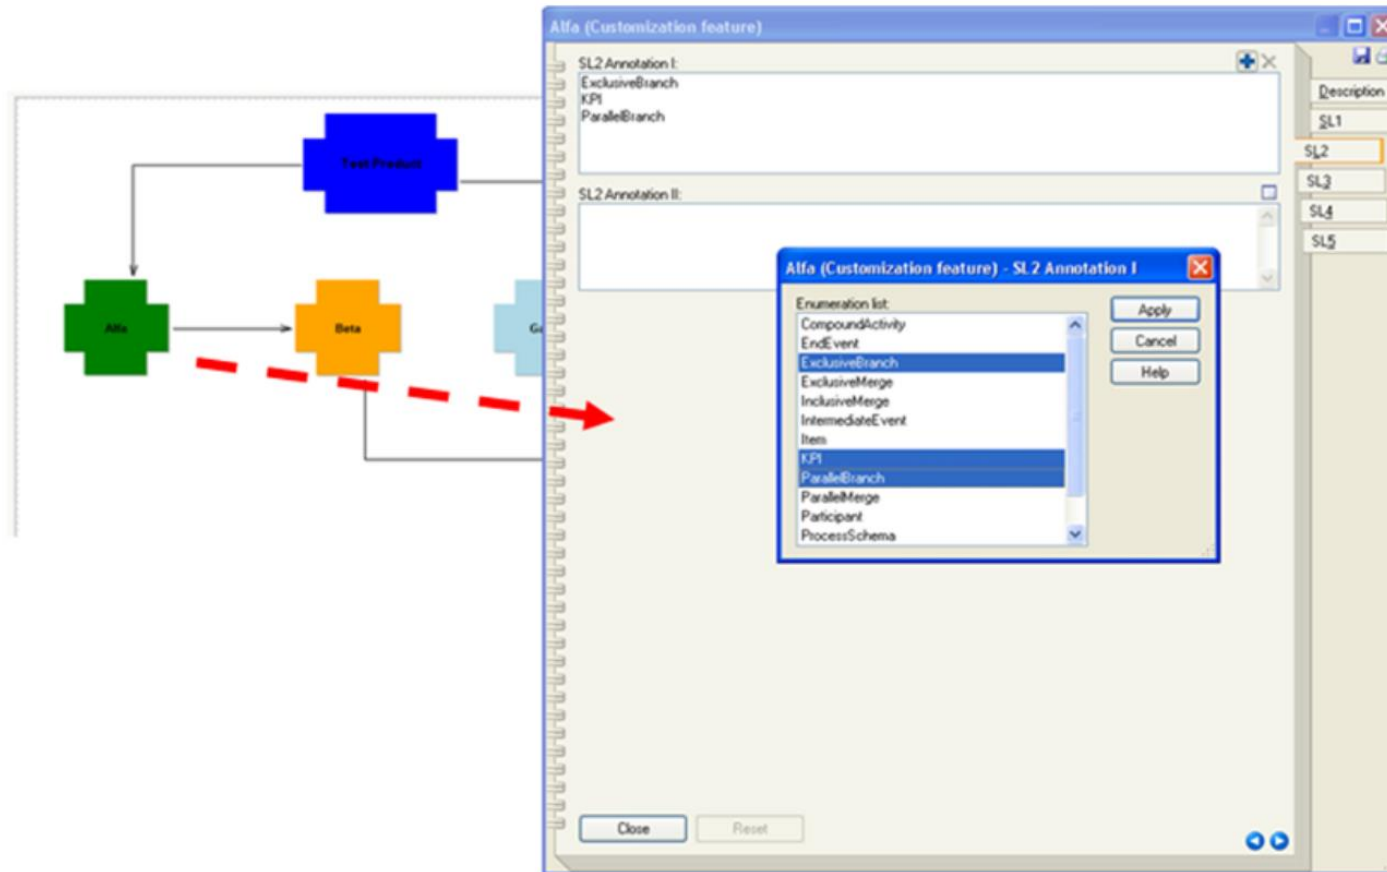 Alfa (Customization feature)
SL2 Annotation I:
ExclusiveBranch
KPI
ParallelBranch
Description
SL1
SL2
SL3
SL4
SL5
SL2 Annotation II:
Test Product
Alfa
Beta
Alfa (Customization feature) - SL2 Annotation I
Enumeration list:
CompoundActivity
EndEvent
ExclusiveBranch
ExclusiveMerge
InclusiveMerge
IntermediateEvent
Item
KPI
ParallelBranch
ParallelMerge
Participant
ProcessSchema
Apply
Cancel
Help
Close
Reset